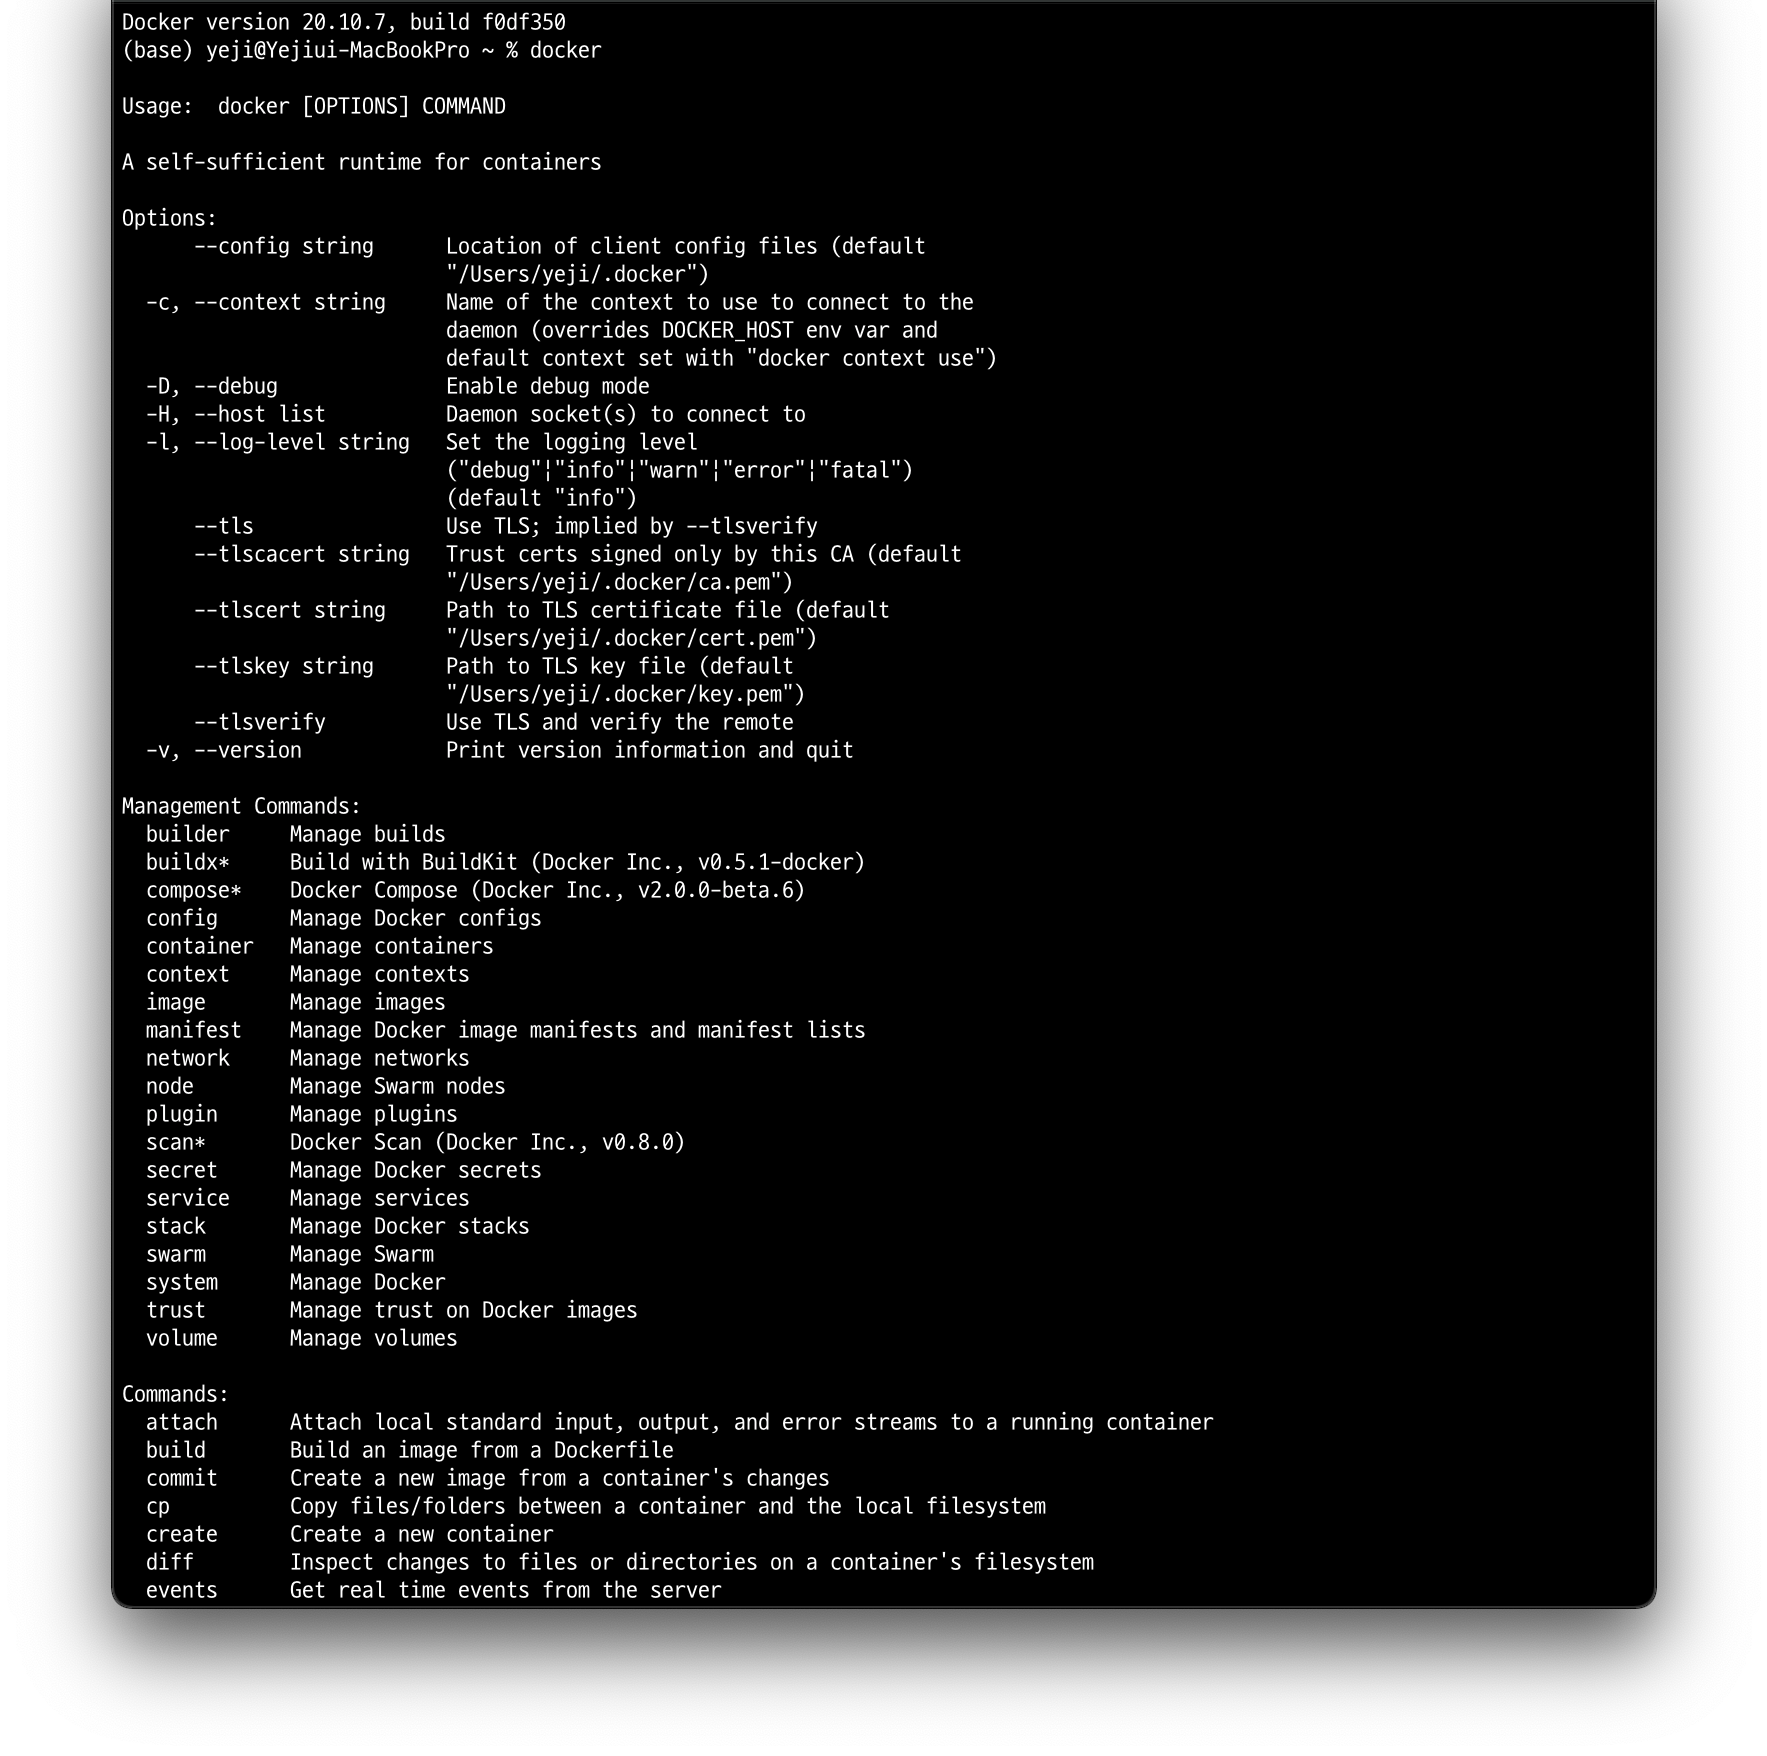 Docker version 20.10.7, build f0df350
(base) yeji@Yejiui-MacBookPro ~ % docker

Usage:  docker [OPTIONS] COMMAND

A self-sufficient runtime for containers

Options:
      --config string      Location of client config files (default
                           "/Users/yeji/.docker")
  -c, --context string     Name of the context to use to connect to the
                           daemon (overrides DOCKER_HOST env var and
                           default context set with "docker context use")
  -D, --debug              Enable debug mode
  -H, --host list          Daemon socket(s) to connect to
  -l, --log-level string   Set the logging level
                           ("debug"¦"info"¦"warn"¦"error"¦"fatal")
                           (default "info")
      --tls                Use TLS; implied by --tlsverify
      --tlscacert string   Trust certs signed only by this CA (default
                           "/Users/yeji/.docker/ca.pem")
      --tlscert string     Path to TLS certificate file (default
                           "/Users/yeji/.docker/cert.pem")
      --tlskey string      Path to TLS key file (default
                           "/Users/yeji/.docker/key.pem")
      --tlsverify          Use TLS and verify the remote
  -v, --version            Print version information and quit

Management Commands:
  builder     Manage builds
  buildx*     Build with BuildKit (Docker Inc., v0.5.1-docker)
  compose*    Docker Compose (Docker Inc., v2.0.0-beta.6)
  config      Manage Docker configs
  container   Manage containers
  context     Manage contexts
  image       Manage images
  manifest    Manage Docker image manifests and manifest lists
  network     Manage networks
  node        Manage Swarm nodes
  plugin      Manage plugins
  scan*       Docker Scan (Docker Inc., v0.8.0)
  secret      Manage Docker secrets
  service     Manage services
  stack       Manage Docker stacks
  swarm       Manage Swarm
  system      Manage Docker
  trust       Manage trust on Docker images
  volume      Manage volumes

Commands:
  attach      Attach local standard input, output, and error streams to a running container
  build       Build an image from a Dockerfile
  commit      Create a new image from a container's changes
  cp          Copy files/folders between a container and the local filesystem
  create      Create a new container
  diff        Inspect changes to files or directories on a container's filesystem
  events      Get real time events from the server